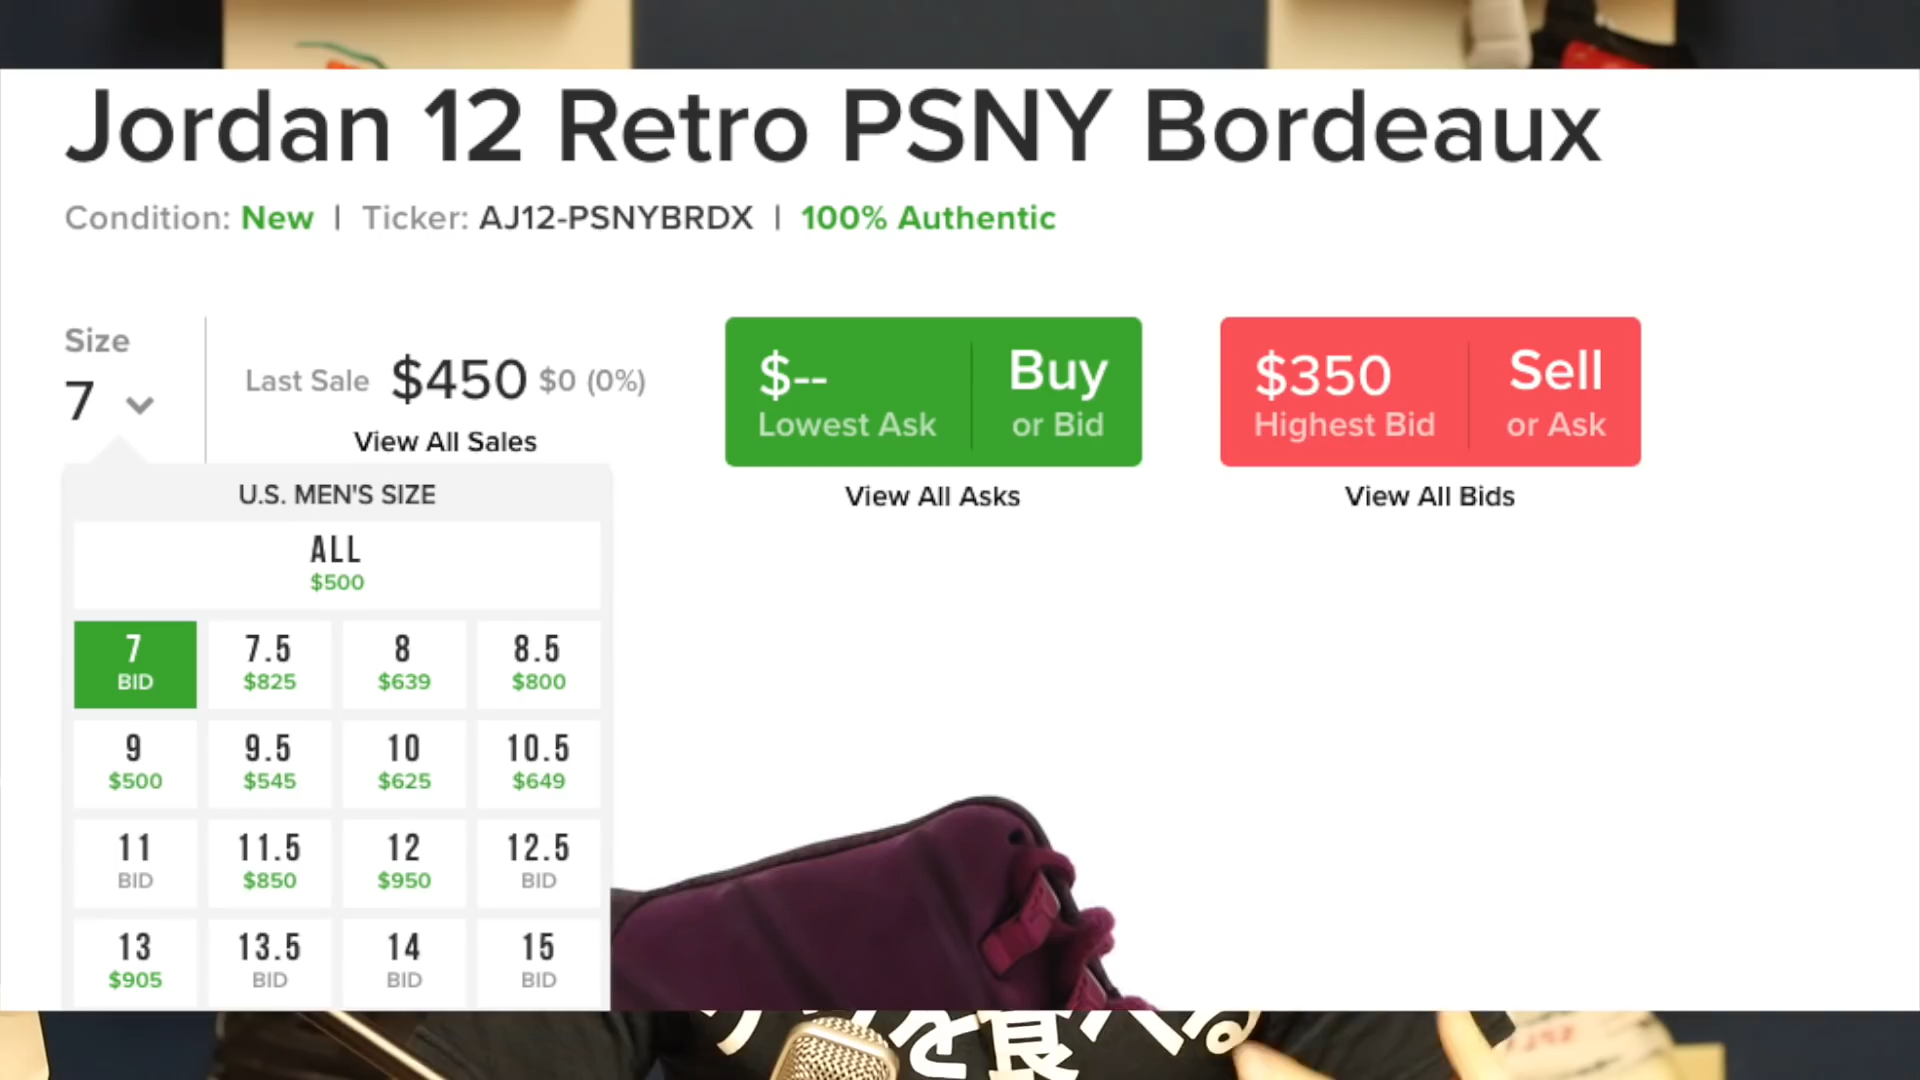 Jordan 12 Retro PSNY Bordeaux
Condition: New | Ticker: AJ12-PSNYBRDX | 100% Authentic
Size
7
Last Sale $450 $0 (0%)
View All Sales
$-- Buy
Lowest Ask or Bid
View All Asks
$350 Sell
Highest Bid or Ask
View All Bids
U.S. MEN'S SIZE
ALL
$500
7 7.5 8 8.5
BID $825 $639 $800
9 9.5 10 10.5
$500 $545 $625 $649
11 11.5 12 12.5
BID $850 $950 BID
13 13.5 14 15
$905 BID BID BID
を食べる